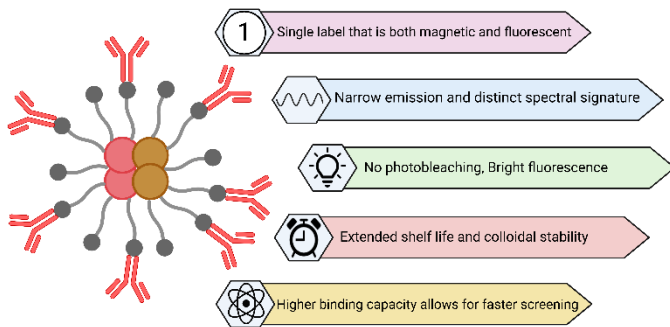 1
Single label that is both magnetic and fluorescent
Narrow emission and distinct spectral signature
No photobleaching, Bright fluorescence
Extended shelf life and colloidal stability
Higher binding capacity allows for faster screening